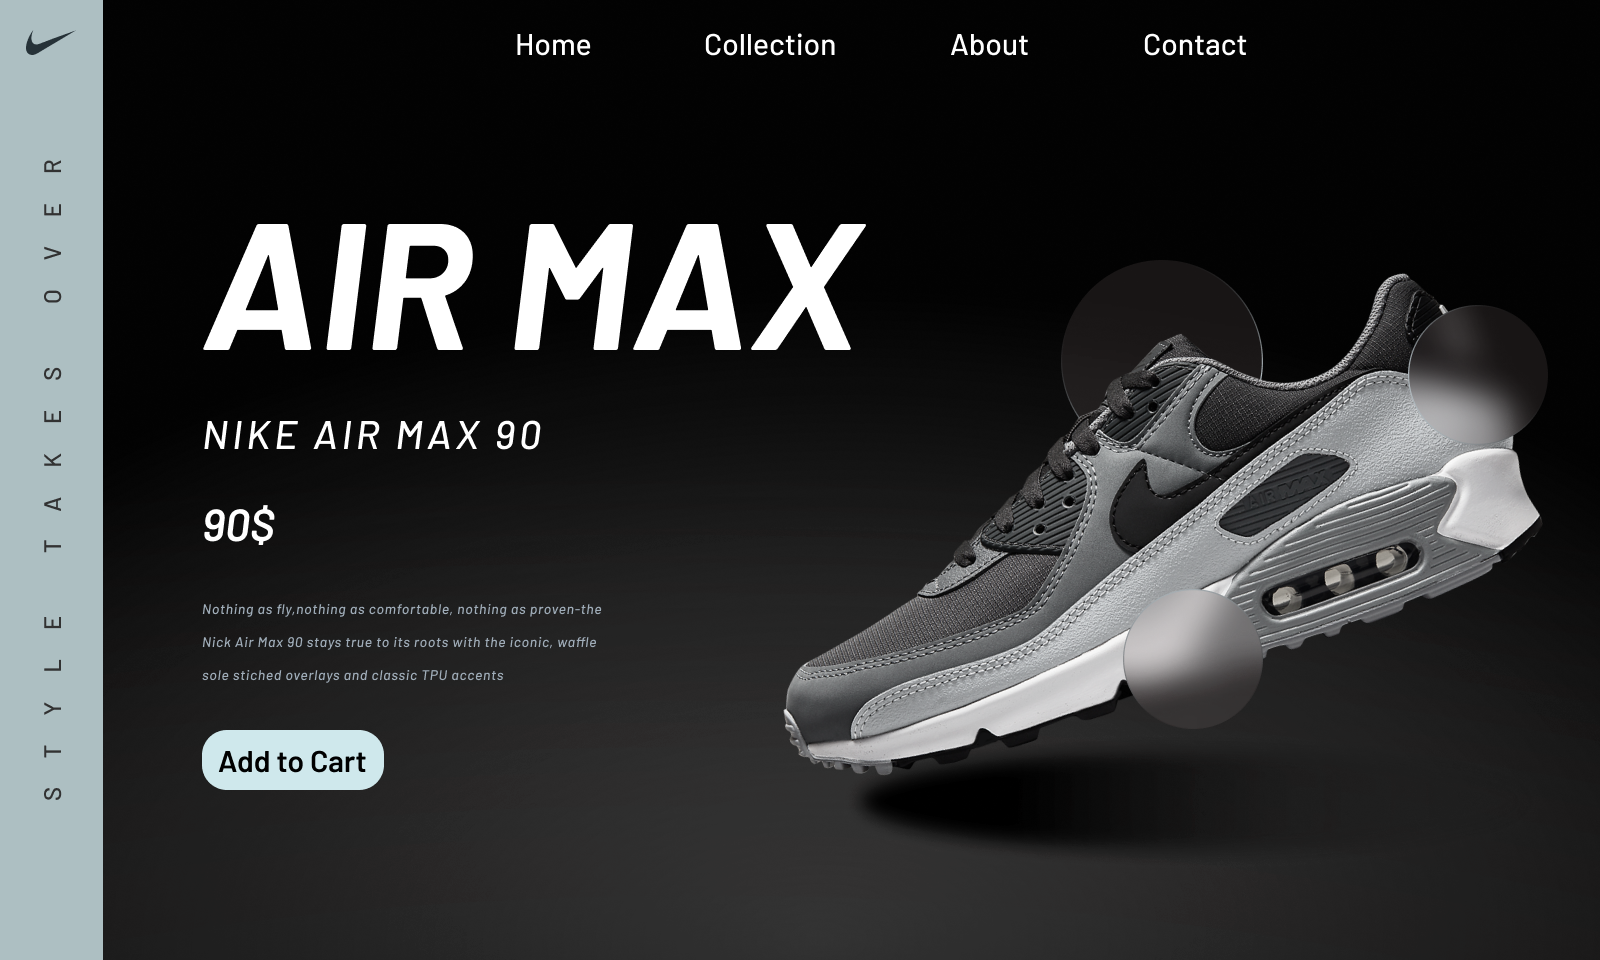 Home Collection About Contact
STYLE TAKES OVER
AIR MAX
NIKE AIR MAX 90
90$
Nothing as fly,nothing as comfortable, nothing as proven-the
Nick Air Max 90 stays true to its roots with the iconic, waffle
sole stiched overlays and classic TPU accents
Add to Cart
AIR MAX